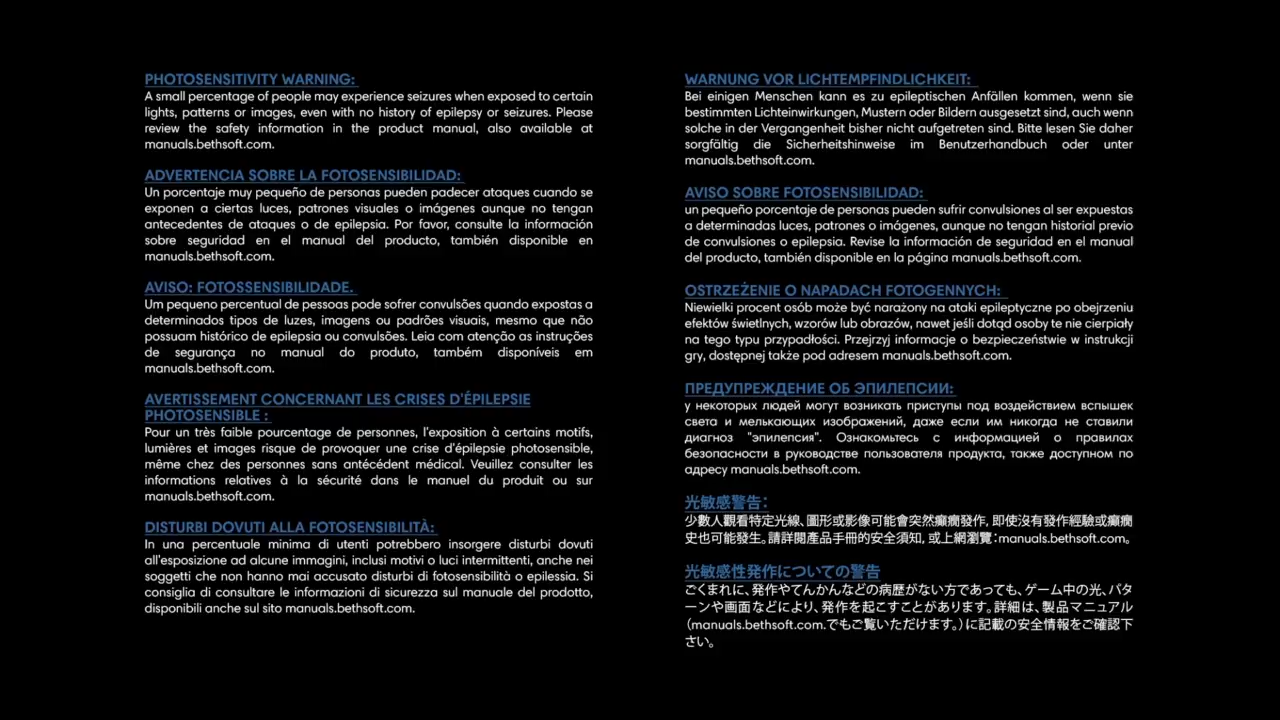 PHOTOSENSITIVITY WARNING:
A small percentage of people may experience seizures when exposed to certain
lights, patterns or images, even with no history of epilepsy or seizures. Please
review the safety information in the product manual, also available at
manuals.bethsoft.com.
ADVERTENCIA SOBRE LA FOTOSENSIBILIDAD:
Un porcentaje muy pequeño de personas pueden padecer ataques cuando se
exponen a ciertas luces, patrones visuales o imágenes aunque no tengan
antecedentes de ataques o de epilepsia. Por favor, consulte la información
sobre seguridad en el manual del producto, también disponible en
manuals.bethsoft.com.
AVISO: FOTOSSENSIBILIDADE.
Um pequeno percentual de pessoas pode sofrer convulsões quando expostas a
determinados tipos de luzes, imagens ou padrões visuais, mesmo que não
possuam histórico de epilepsia ou convulsões. Leia com atenção as instruções
de segurança no manual do produto, também disponíveis em
manuals.bethsoft.com.
AVERTISSEMENT CONCERNANT LES CRISES D'ÉPILEPSIE
PHOTOSENSIBLE :
Pour un très faible pourcentage de personnes, l'exposition à certains motifs,
lumières et images risque de provoquer une crise d'épilepsie photosensible,
même chez des personnes sans antécédent médical. Veuillez consulter les
informations relatives à la sécurité dans le manuel du produit ou sur
manuals.bethsoft.com.
DISTURBI DOVUTI ALLA FOTOSENSIBILITÀ:
In una percentuale minima di utenti potrebbero insorgere disturbi dovuti
all'esposizione ad alcune immagini, inclusi motivi o luci intermittenti, anche nei
soggetti che non hanno mai accusato disturbi di fotosensibilità o epilessia. Si
consiglia di consultare le informazioni di sicurezza sul manuale del prodotto,
disponibili anche sul sito manuals.bethsoft.com.
WARNUNG VOR LICHTEMPFINDLICHKEIT:
Bei einigen Menschen kann es zu epileptischen Anfällen kommen, wenn sie
bestimmten Lichteinwirkungen, Mustern oder Bildern ausgesetzt sind, auch wenn
solche in der Vergangenheit bisher nicht aufgetreten sind. Bitte lesen Sie daher
sorgfältig die Sicherheitshinweise im Benutzerhandbuch oder unter
manuals.bethsoft.com.
AVISO SOBRE FOTOSENSIBILIDAD:
un pequeño porcentaje de personas pueden sufrir convulsiones al ser expuestas
a determinadas luces, patrones o imágenes, aunque no tengan historial previo
de convulsiones o epilepsia. Revise la información de seguridad en el manual
del producto, también disponible en la página manuals.bethsoft.com.
OSTRZEŻENIE O NAPADACH FOTOGENNYCH:
Niewielki procent osób może być narażony na ataki epileptyczne po obejrzeniu
efektów świetlnych, wzorów lub obrazów, nawet jeśli dotąd osoby te nie cierpiały
na tego typu przypadłości. Przejrzyj informacje o bezpieczeństwie w instrukcji
gry, dostępnej także pod adresem manuals.bethsoft.com.
ПРЕДУПРЕЖДЕНИЕ ОБ ЭПИЛЕПСИИ:
у некоторых людей могут возникать приступы под воздействием вспышек
света и мелькающих изображений, даже если им никогда не ставили
диагноз "эпилепсия". Ознакомьтесь с информацией о правилах
безопасности в руководстве пользователя продукта, также доступном по
адресу manuals.bethsoft.com.
光敏感警告：
少數人觀看特定光線、圖形或影像可能會突然癲癇發作, 即使沒有發作經驗或癲癇
史也可能發生。請詳閱產品手冊的安全須知, 或上網瀏覽：manuals.bethsoft.com。
光敏感性発作についての警告
ごくまれに、発作やてんかんなどの病歴がない方であっても、ゲーム中の光、パタ
ーンや画面などにより、発作を起こすことがあります。詳細は、製品マニュアル
（manuals.bethsoft.com.でもご覧いただけます。）に記載の安全情報をご確認下
さい。